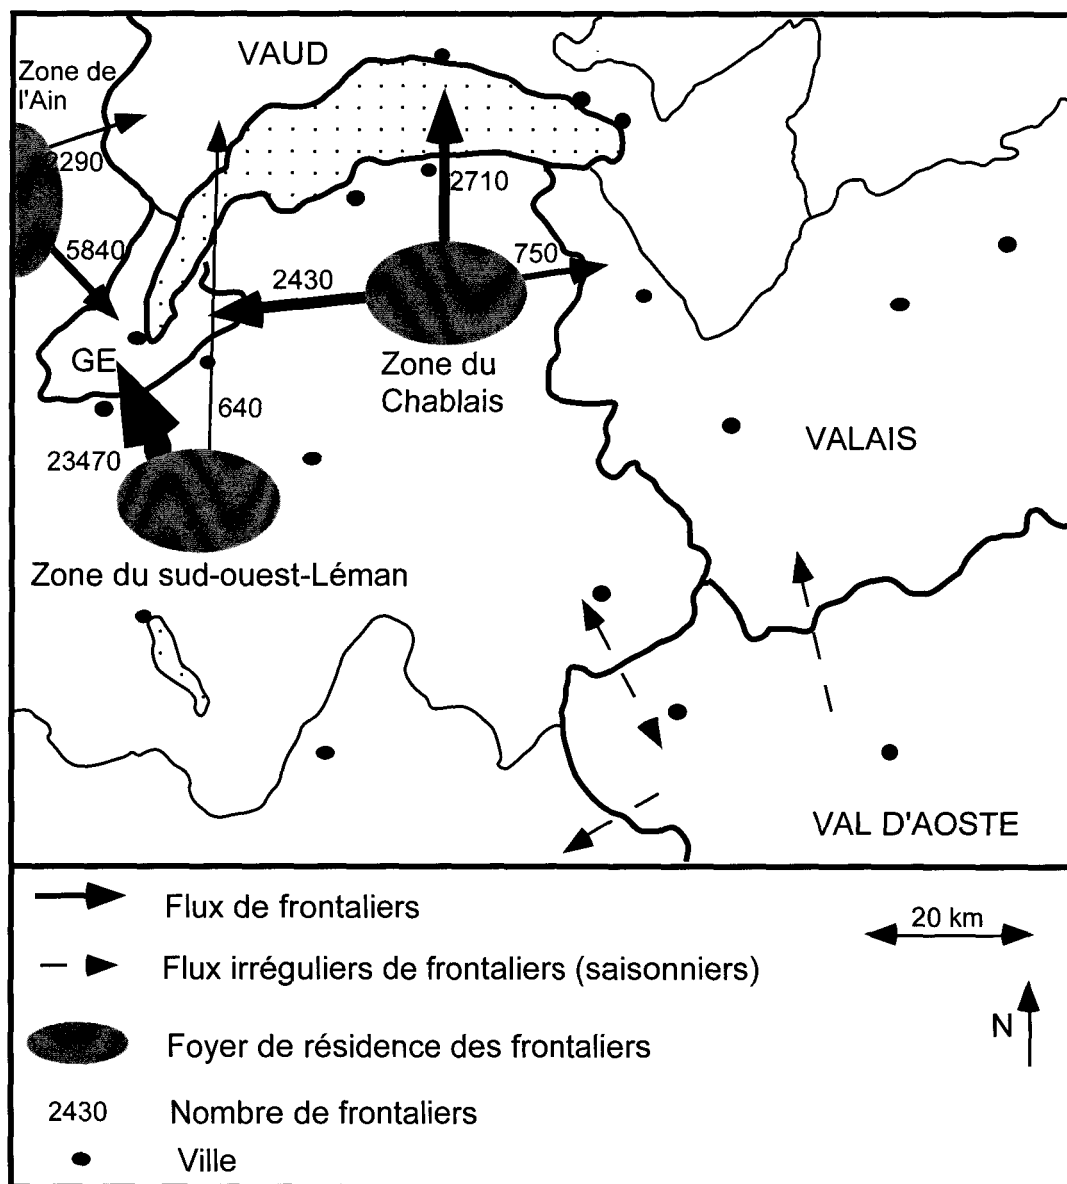 VAUD
Zone de
l'Ain
2290
2710
5840
750
2430
GE
Zone du
Chablais
640
VALAIS
23470
Zone du sud-ouest-Léman
VAL D'AOSTE
Flux de frontaliers
20 km
Flux irréguliers de frontaliers (saisonniers)
N
Foyer de résidence des frontaliers
2430 Nombre de frontaliers
Ville